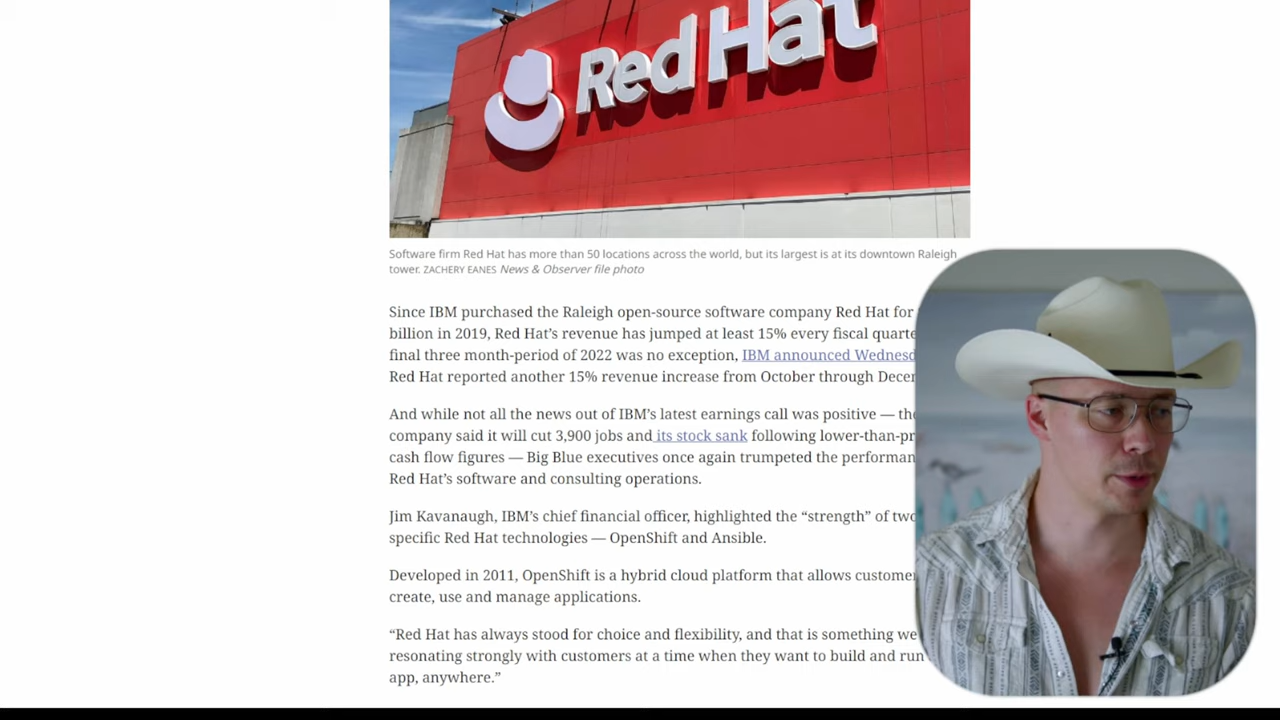 Red Hat
Software firm Red Hat has more than 50 locations across the world, but its largest is at its downtown Raleigh
tower. ZACHERY EANES News & Observer file photo
Since IBM purchased the Raleigh open-source software company Red Hat for
billion in 2019, Red Hat’s revenue has jumped at least 15% every fiscal quarte
final three month-period of 2022 was no exception, IBM announced Wednesd
Red Hat reported another 15% revenue increase from October through Decem
And while not all the news out of IBM’s latest earnings call was positive — the
company said it will cut 3,900 jobs and its stock sank following lower-than-pr
cash flow figures — Big Blue executives once again trumpeted the performan
Red Hat’s software and consulting operations.
Jim Kavanaugh, IBM’s chief financial officer, highlighted the “strength” of two
specific Red Hat technologies — OpenShift and Ansible.
Developed in 2011, OpenShift is a hybrid cloud platform that allows customer
create, use and manage applications.
“Red Hat has always stood for choice and flexibility, and that is something we
resonating strongly with customers at a time when they want to build and run
app, anywhere.”